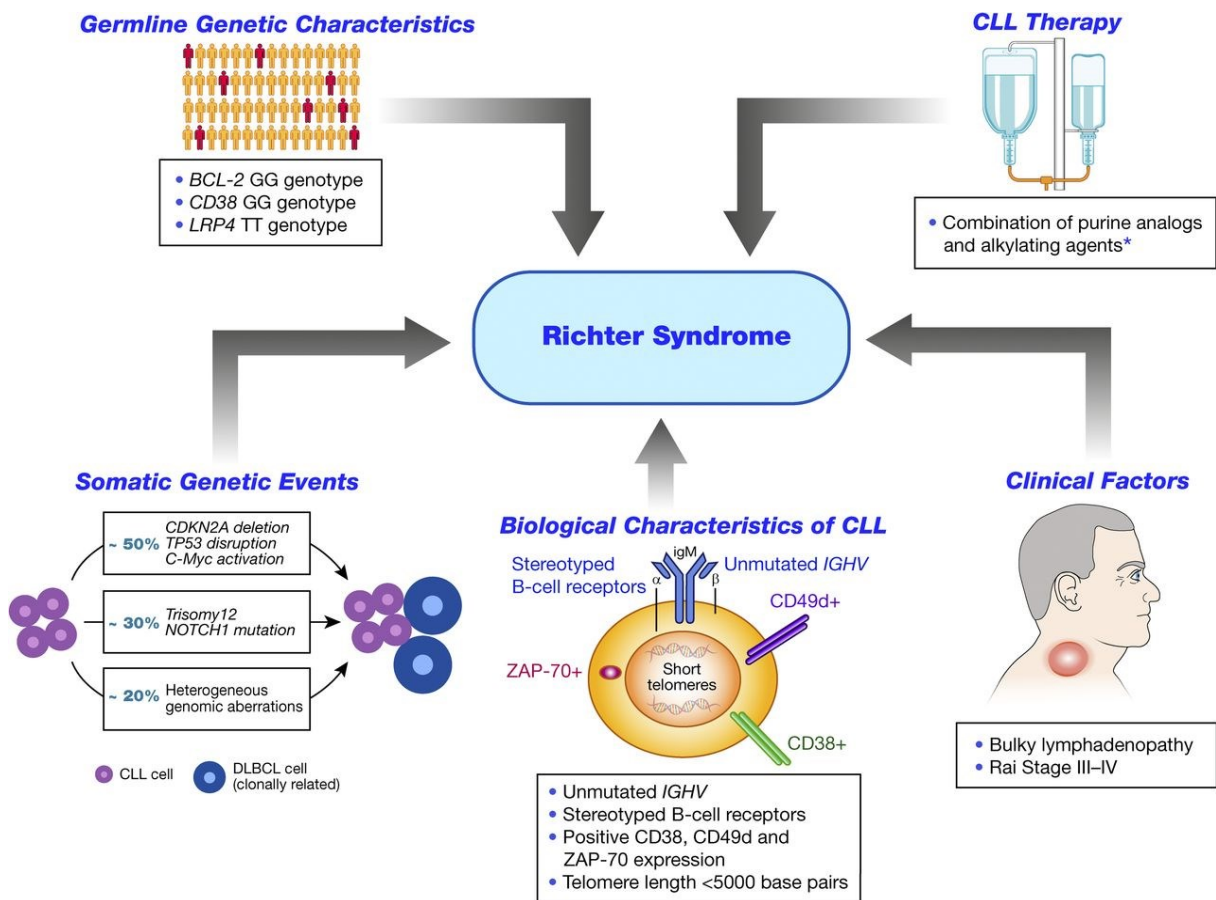 Germline Genetic Characteristics
• BCL-2 GG genotype
• CD38 GG genotype
• LRP4 TT genotype
CLL Therapy
• Combination of purine analogs
and alkylating agents*
Richter Syndrome
Somatic Genetic Events
~ 50%
CDKN2A deletion
TP53 disruption
C-Myc activation
~ 30%
Trisomy12
NOTCH1 mutation
~ 20%
Heterogeneous
genomic aberrations
CLL cell
DLBCL cell
(clonally related)
Biological Characteristics of CLL
Stereotyped
B-cell receptors
igM
α
β
Unmutated IGHV
CD49d+
ZAP-70+
Short
telomeres
CD38+
• Unmutated IGHV
• Stereotyped B-cell receptors
• Positive CD38, CD49d and
ZAP-70 expression
• Telomere length <5000 base pairs
Clinical Factors
• Bulky lymphadenopathy
• Rai Stage III–IV